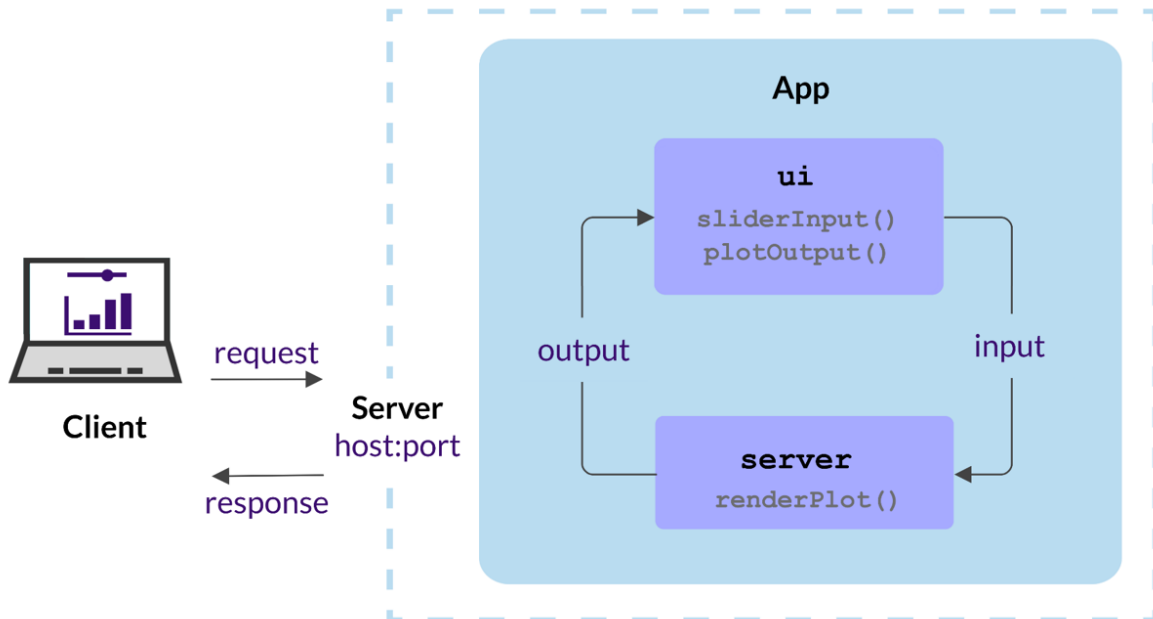 App
ui
sliderInput()
plotOutput()
output
input
request
Client
Server
host:port
response
server
renderPlot()